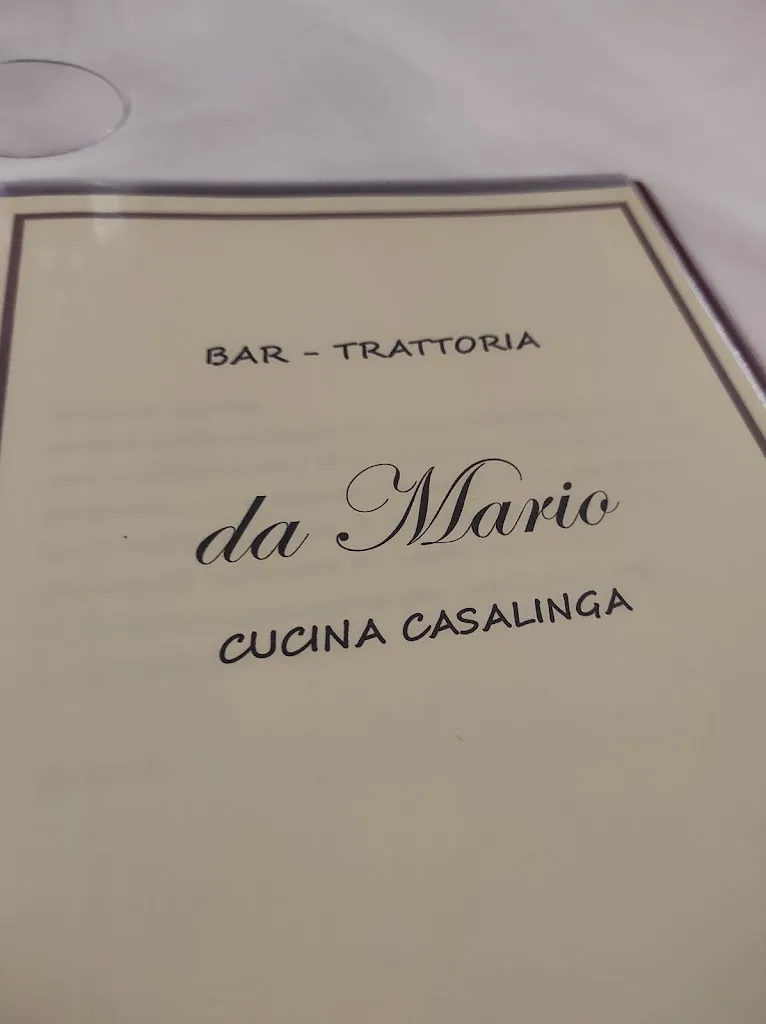 BAR - TRATTORIA
da Mario
CUCINA CASALINGA